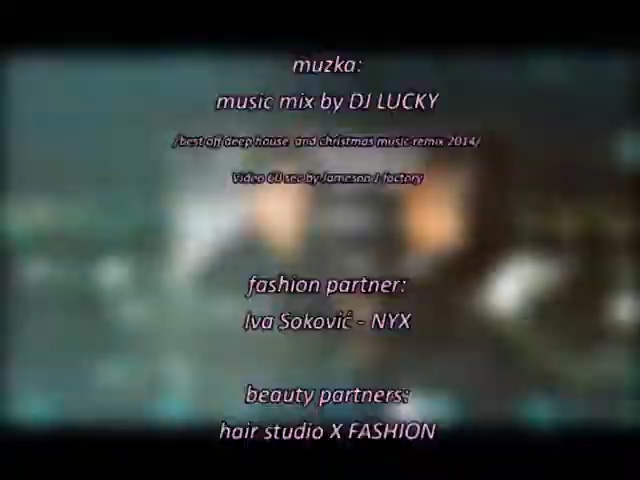 muzka:
music mix by DJ LUCKY
/best off deep house and christmas music remix 2014/
Video 60 sec by Jameson J factory
fashion partner:
Iva Soković - NYX
beauty partners:
hair studio X FASHION